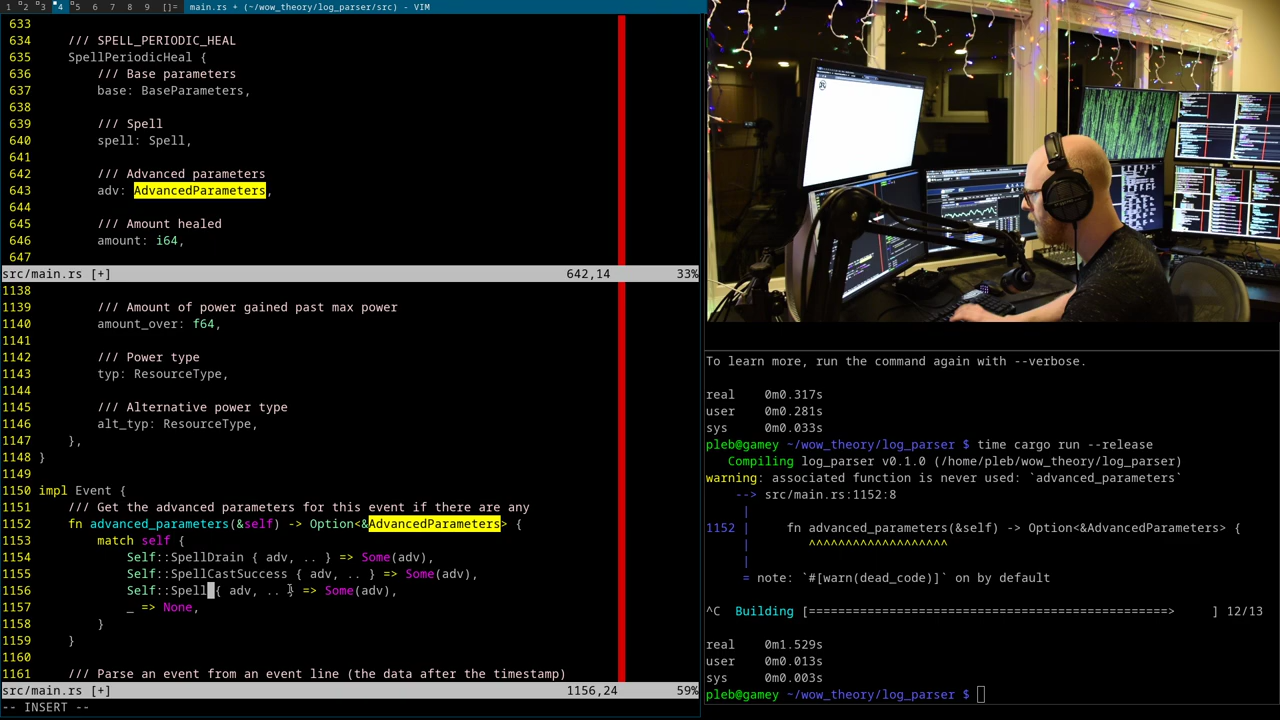 1 2 3 4 5 6 7 8 9 []= main.rs + (~/wow_theory/log_parser/src) - VIM
633
634 /// SPELL_PERIODIC_HEAL
635 SpellPeriodicHeal {
636 /// Base parameters
637 base: BaseParameters,
638
639 /// Spell
640 spell: Spell,
641
642 /// Advanced parameters
643 adv: AdvancedParameters,
644
645 /// Amount healed
646 amount: i64,
647
src/main.rs [+] 642,14 33%
1138
1139 /// Amount of power gained past max power
1140 amount_over: f64,
1141
1142 /// Power type
1143 typ: ResourceType,
1144
1145 /// Alternative power type
1146 alt_typ: ResourceType,
1147 },
1148 }
1149
1150 impl Event {
1151 /// Get the advanced parameters for this event if there are any
1152 fn advanced_parameters(&self) -> Option<&AdvancedParameters> {
1153 match self {
1154 Self::SpellDrain { adv, .. } => Some(adv),
1155 Self::SpellCastSuccess { adv, .. } => Some(adv),
1156 Self::Spell { adv, .. } => Some(adv),
1157 _ => None,
1158 }
1159 }
1160
1161 /// Parse an event from an event line (the data after the timestamp)
src/main.rs [+] 1156,24 59%
-- INSERT --
To learn more, run the command again with --verbose.
real 0m0.317s
user 0m0.281s
sys 0m0.033s
pleb@gamey ~/wow_theory/log_parser $ time cargo run --release
Compiling log_parser v0.1.0 (/home/pleb/wow_theory/log_parser)
warning: associated function is never used: `advanced_parameters`
--> src/main.rs:1152:8
|
1152 | fn advanced_parameters(&self) -> Option<&AdvancedParameters> {
| ^^^^^^^^^^^^^^^^^^^
|
= note: `#[warn(dead_code)]` on by default
^C Building [====================================================> ] 12/13
real 0m1.529s
user 0m0.013s
sys 0m0.003s
pleb@gamey ~/wow_theory/log_parser $